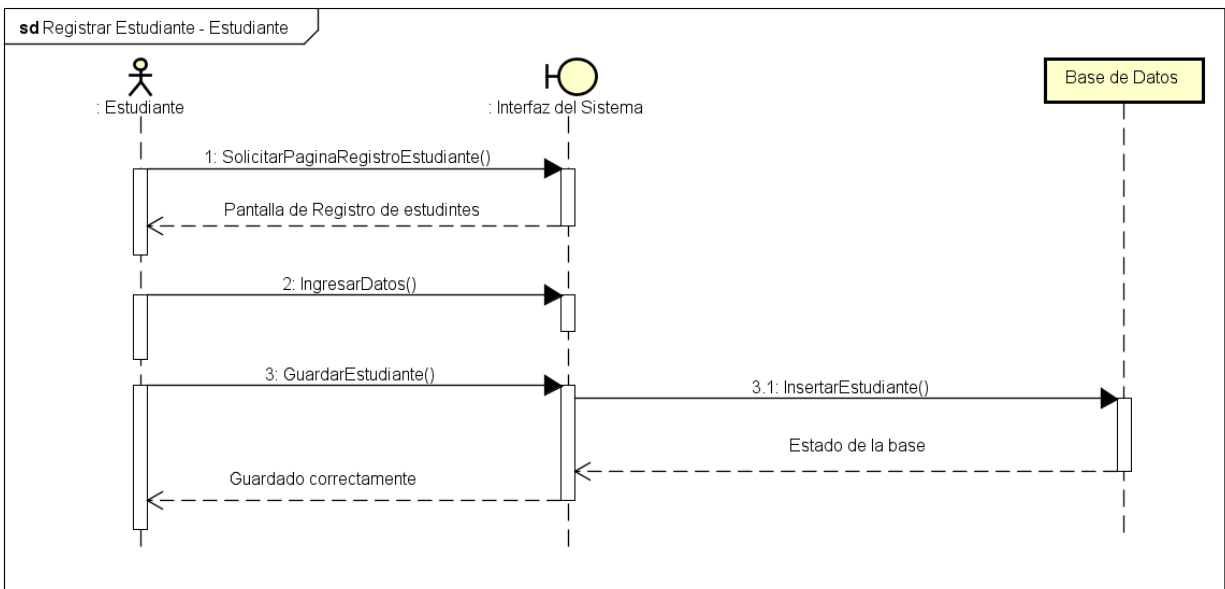 sd Registrar Estudiante - Estudiante
: Estudiante
: Interfaz del Sistema
Base de Datos
1: SolicitarPaginaRegistroEstudiante()
Pantalla de Registro de estudintes
2: IngresarDatos()
3: GuardarEstudiante()
3.1: InsertarEstudiante()
Estado de la base
Guardado correctamente